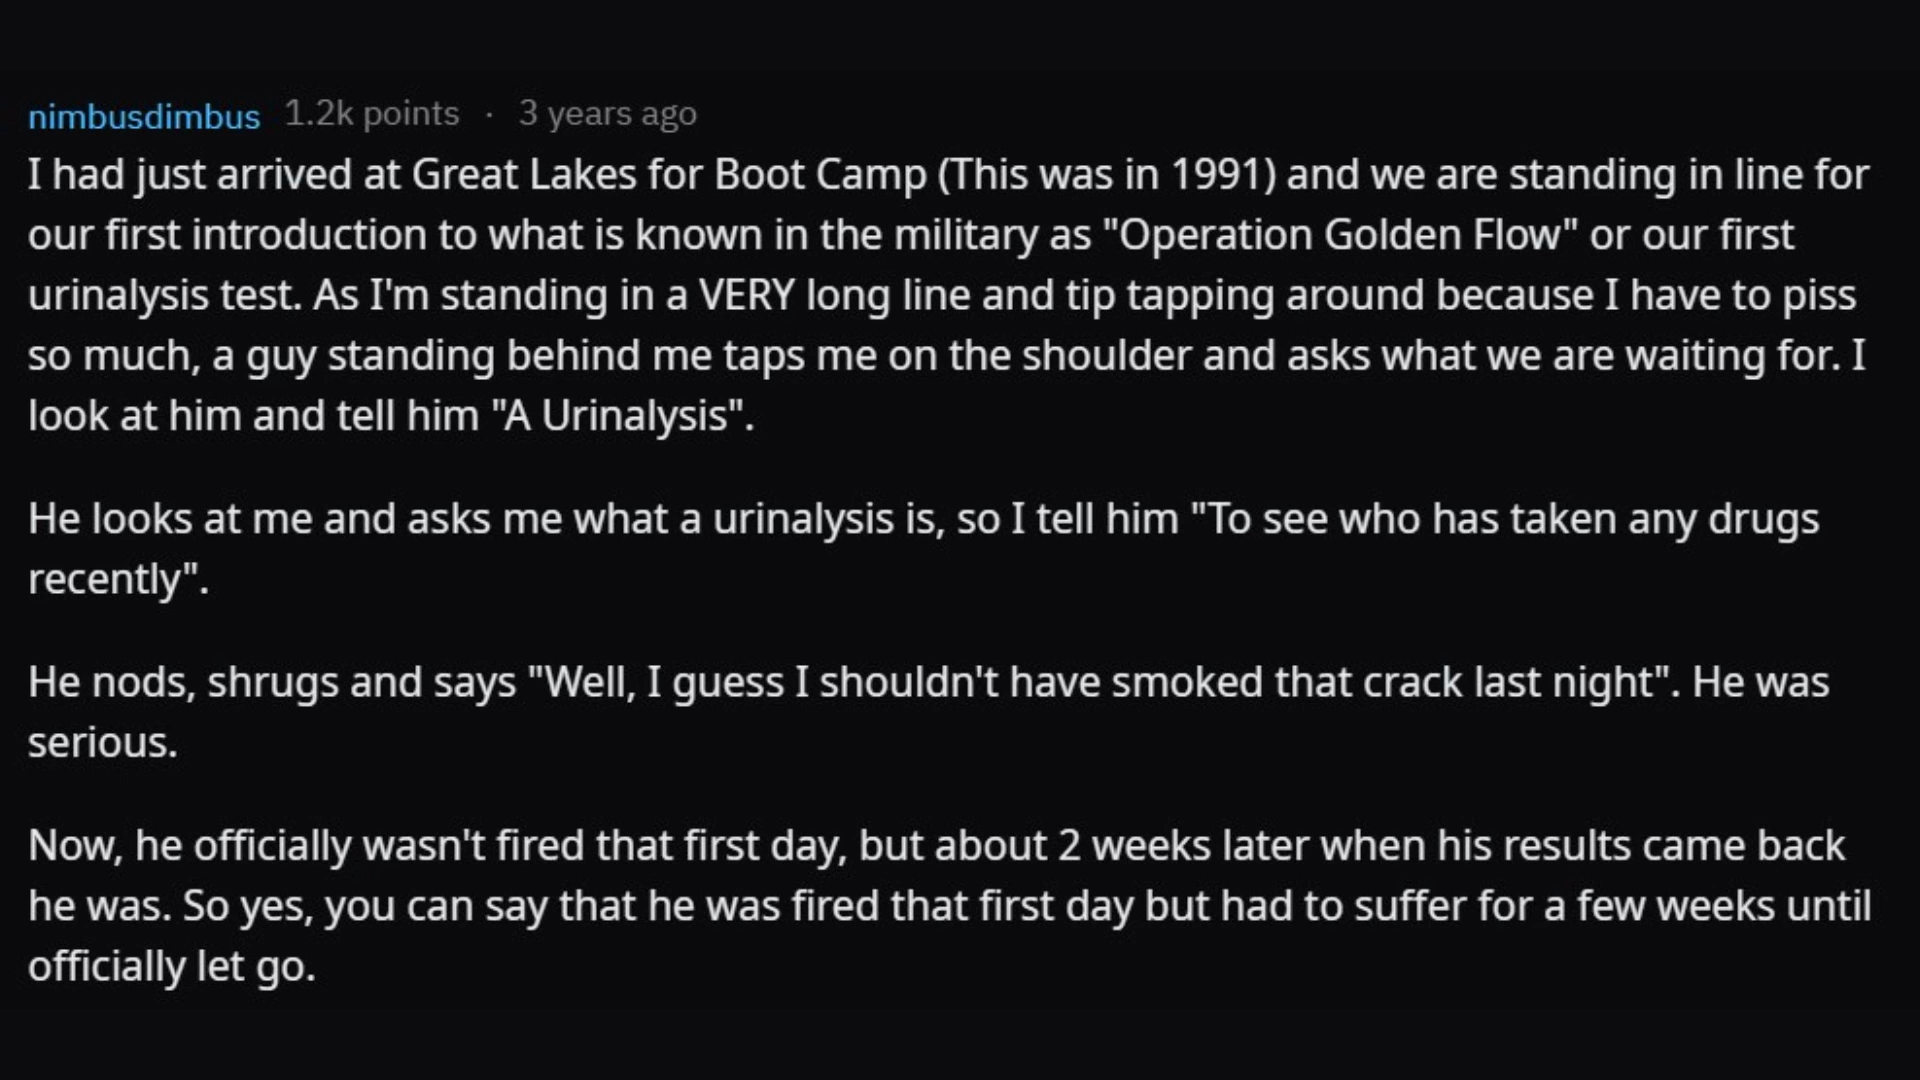 nimbusdimbus 1.2k points · 3 years ago
I had just arrived at Great Lakes for Boot Camp (This was in 1991) and we are standing in line for
our first introduction to what is known in the military as "Operation Golden Flow" or our first
urinalysis test. As I'm standing in a VERY long line and tip tapping around because I have to piss
so much, a guy standing behind me taps me on the shoulder and asks what we are waiting for. I
look at him and tell him "A Urinalysis".
He looks at me and asks me what a urinalysis is, so I tell him "To see who has taken any drugs
recently".
He nods, shrugs and says "Well, I guess I shouldn't have smoked that crack last night". He was
serious.
Now, he officially wasn't fired that first day, but about 2 weeks later when his results came back
he was. So yes, you can say that he was fired that first day but had to suffer for a few weeks until
officially let go.